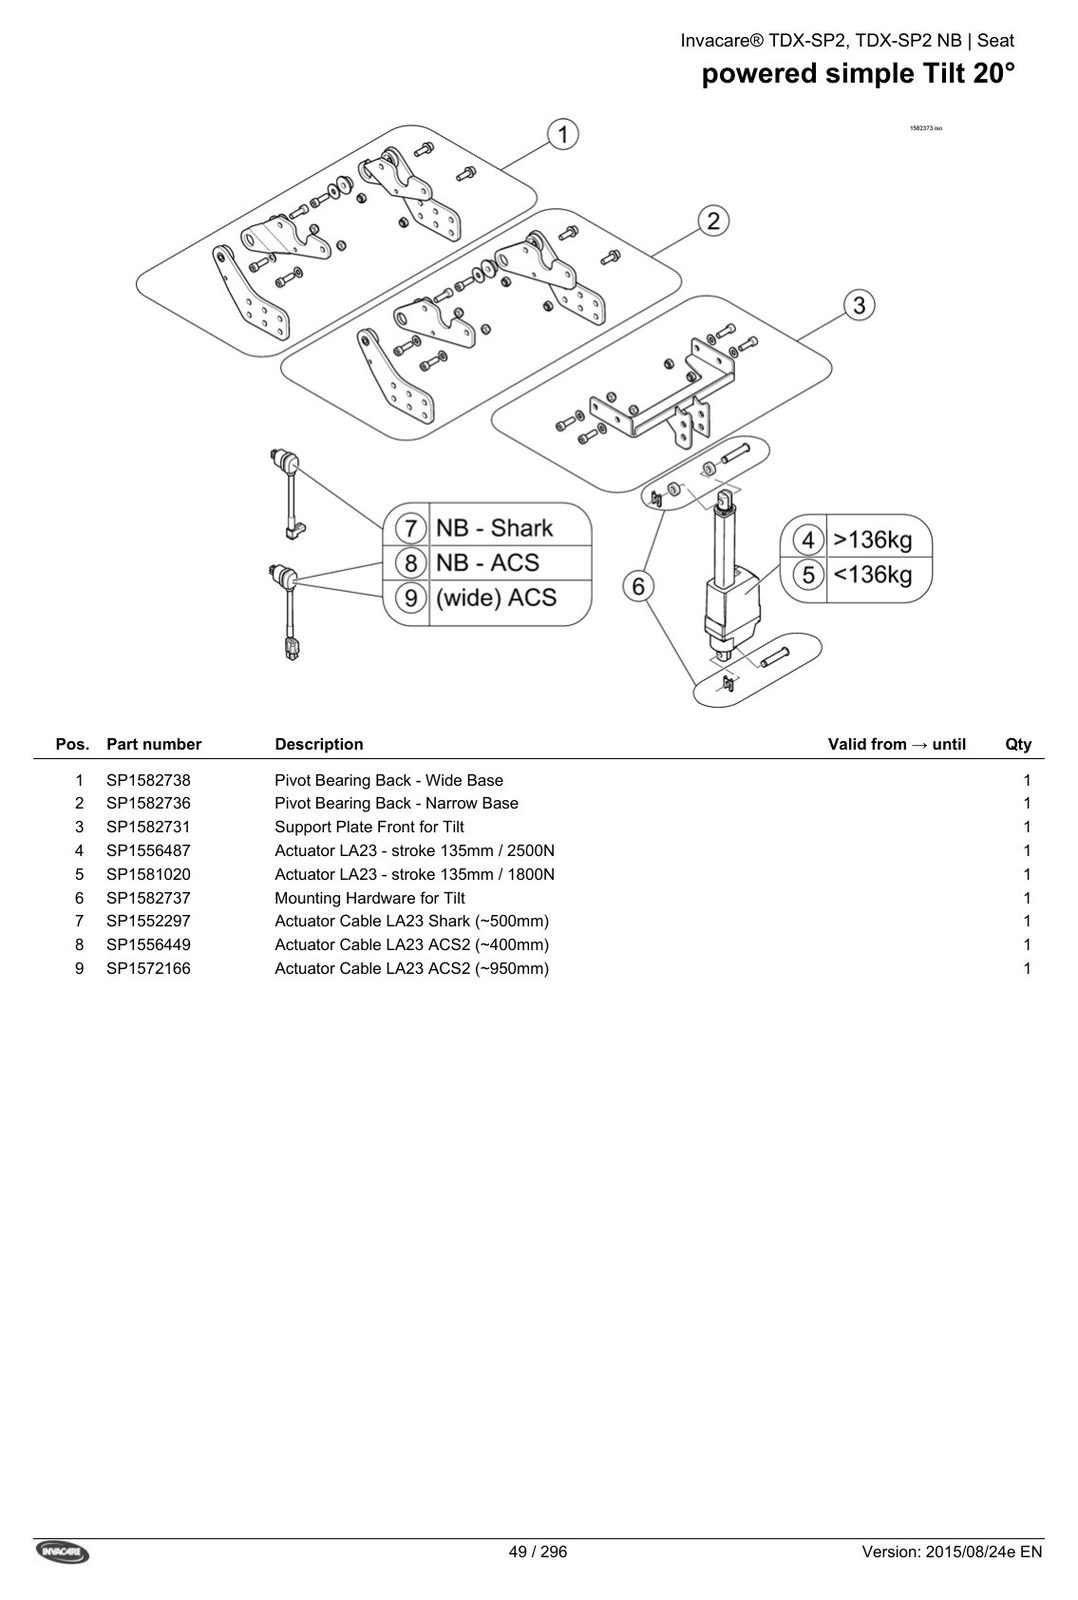 Invacare® TDX-SP2, TDX-SP2 NB | Seat
powered simple Tilt 20°
1582373.iso
1
2
3
7 NB - Shark
8 NB - ACS
9 (wide) ACS
4 >136kg
5 <136kg
6
Pos. Part number Description Valid from → until Qty
1 SP1582738 Pivot Bearing Back - Wide Base 1
2 SP1582736 Pivot Bearing Back - Narrow Base 1
3 SP1582731 Support Plate Front for Tilt 1
4 SP1556487 Actuator LA23 - stroke 135mm / 2500N 1
5 SP1581020 Actuator LA23 - stroke 135mm / 1800N 1
6 SP1582737 Mounting Hardware for Tilt 1
7 SP1552297 Actuator Cable LA23 Shark (~500mm) 1
8 SP1556449 Actuator Cable LA23 ACS2 (~400mm) 1
9 SP1572166 Actuator Cable LA23 ACS2 (~950mm) 1
INVACARE 49 / 296 Version: 2015/08/24e EN